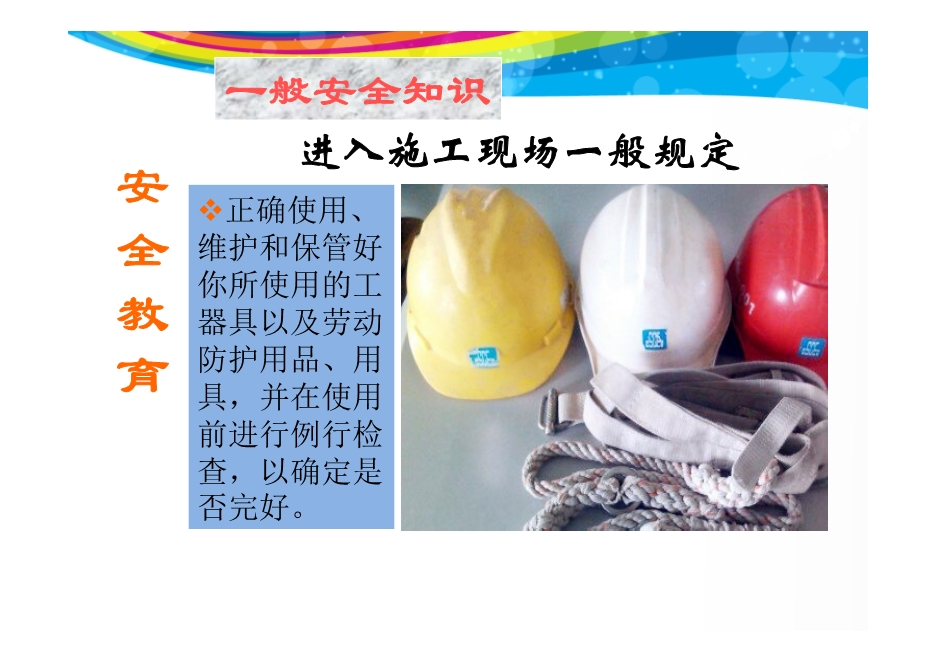 一般安全知识
进入施工现场一般规定
安全教育
❖正确使用、
维护和保管好
你所使用的工
器具以及劳动
防护用品、用
具，并在使用
前进行例行检
查，以确定是
否完好。